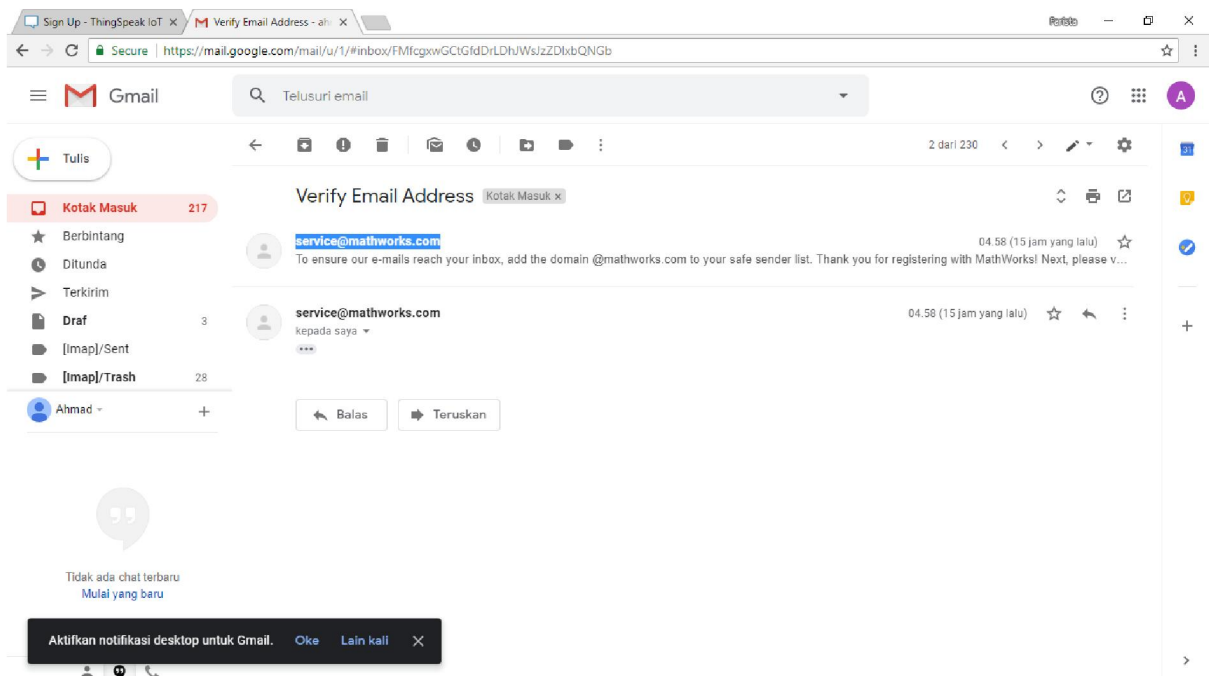 Sign Up - ThingSpeak IoT
Verify Email Address - ah
Secure https://mail.google.com/mail/u/1/#inbox/FMfcgxwGCtGfdDrLDhJWsJzZDlxbQNGb
Gmail
Telusuri email
A
Tulis
2 dari 230
31
Verify Email Address Kotak Masuk x
Kotak Masuk 217
Berbintang
Ditunda
Terkirim
Draf 3
[Imap]/Sent
[Imap]/Trash 28
Ahmad
service@mathworks.com 04.58 (15 jam yang lalu)
To ensure our e-mails reach your inbox, add the domain @mathworks.com to your safe sender list. Thank you for registering with MathWorks! Next, please v...
service@mathworks.com 04.58 (15 jam yang lalu)
kepada saya
Balas Teruskan
Tidak ada chat terbaru
Mulai yang baru
Aktifkan notifikasi desktop untuk Gmail. Oke Lain kali